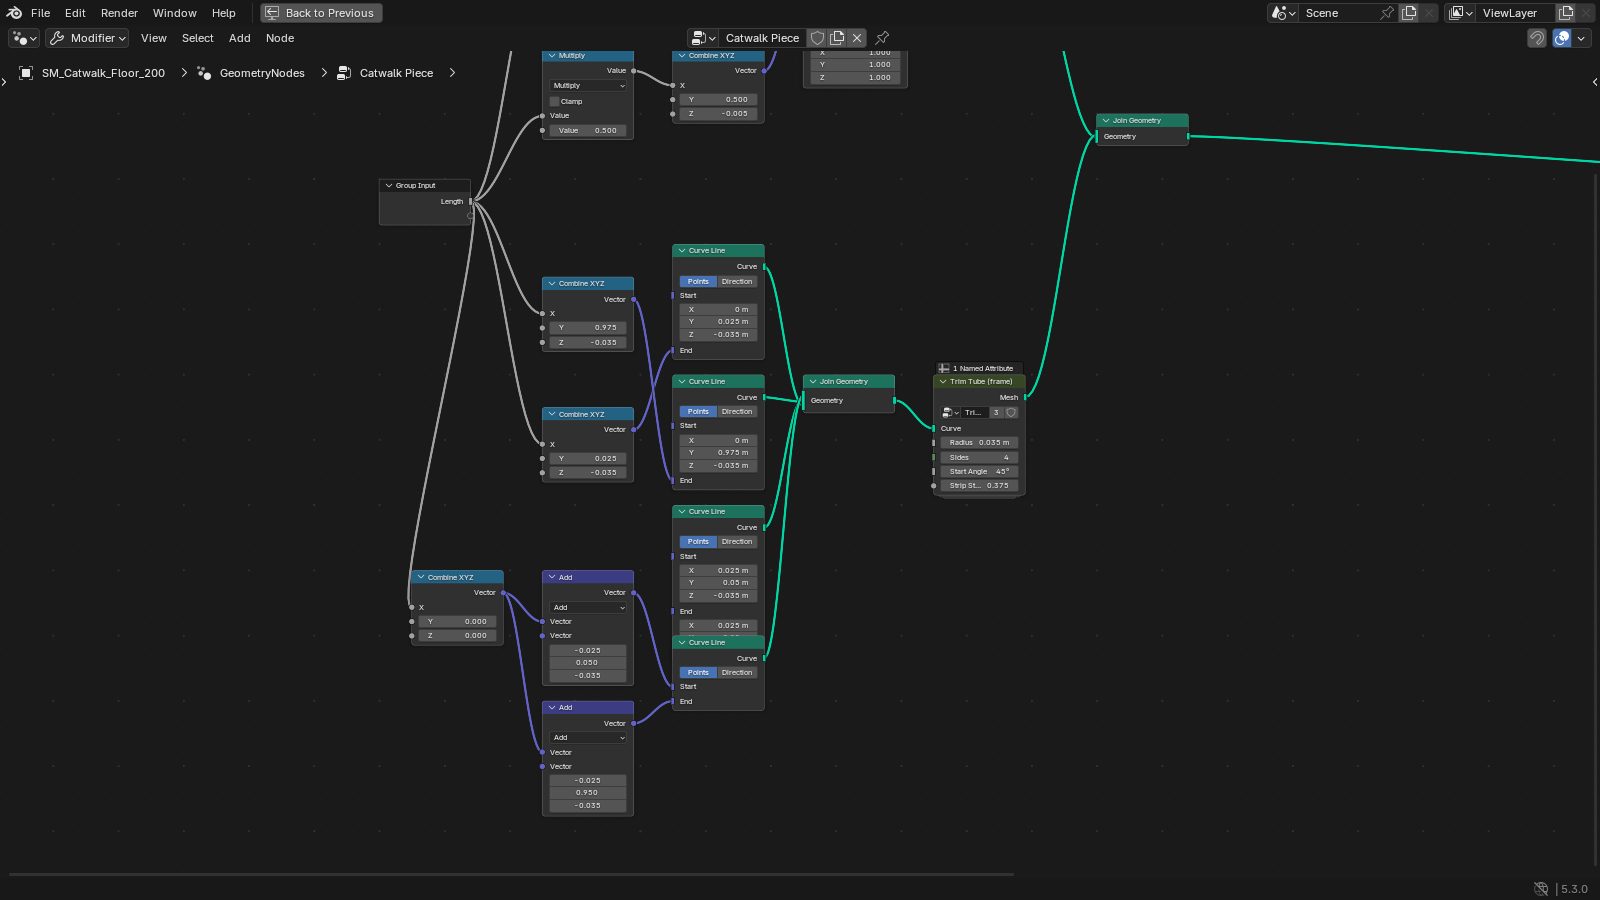 File Edit Render Window Help Back to Previous Scene ViewLayer
Modifier View Select Add Node Catwalk Piece
SM_Catwalk_Floor_200 GeometryNodes Catwalk Piece
Multiply
Value
Multiply
Clamp
Value
Value 0.500
Combine XYZ
Vector
X
Y 0.500
Z -0.005
X 1.000
Y 1.000
Z 1.000
Join Geometry
Geometry
Group Input
Length
Combine XYZ
Vector
X
Y 0.975
Z -0.035
Combine XYZ
Vector
X
Y 0.025
Z -0.035
Curve Line
Curve
Points Direction
Start
X 0 m
Y 0.025 m
Z -0.035 m
End
Curve Line
Curve
Points Direction
Start
X 0 m
Y 0.975 m
Z -0.035 m
End
Curve Line
Curve
Points Direction
Start
X 0.025 m
Y 0.05 m
Z -0.035 m
End
X 0.025 m
Curve Line
Curve
Points Direction
Start
End
Join Geometry
Geometry
1 Named Attribute
Trim Tube (frame)
Mesh
Tri... 3
Curve
Radius 0.035 m
Sides 4
Start Angle 45°
Strip St... 0.375
Combine XYZ
Vector
X
Y 0.000
Z 0.000
Add
Vector
Add
Vector
Vector
-0.025
0.050
-0.035
Add
Vector
Add
Vector
Vector
-0.025
0.950
-0.035
5.3.0